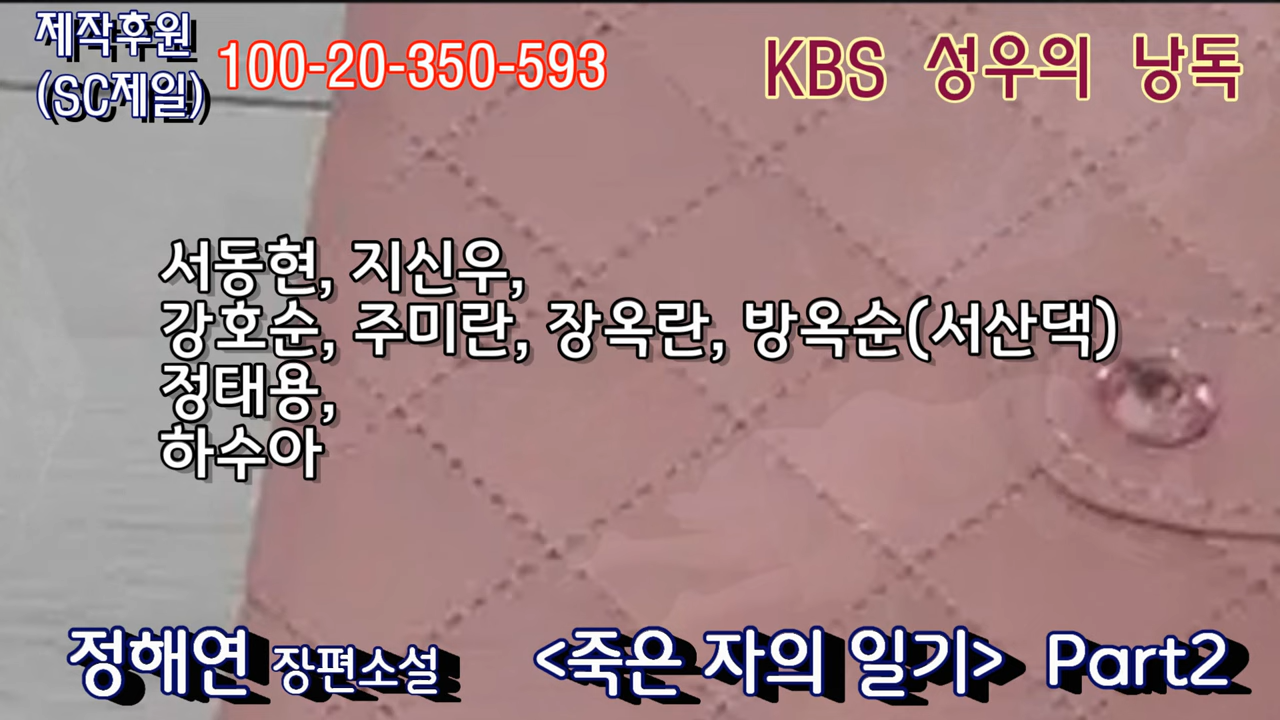 제작후원
(SC제일)
100-20-350-593
KBS 성우의 낭독
서동현, 지신우,
강호순, 주미란, 장옥란, 방옥순(서산댁)
정태용,
하수아
정해연 장편소설 <죽은 자의 일기> Part2